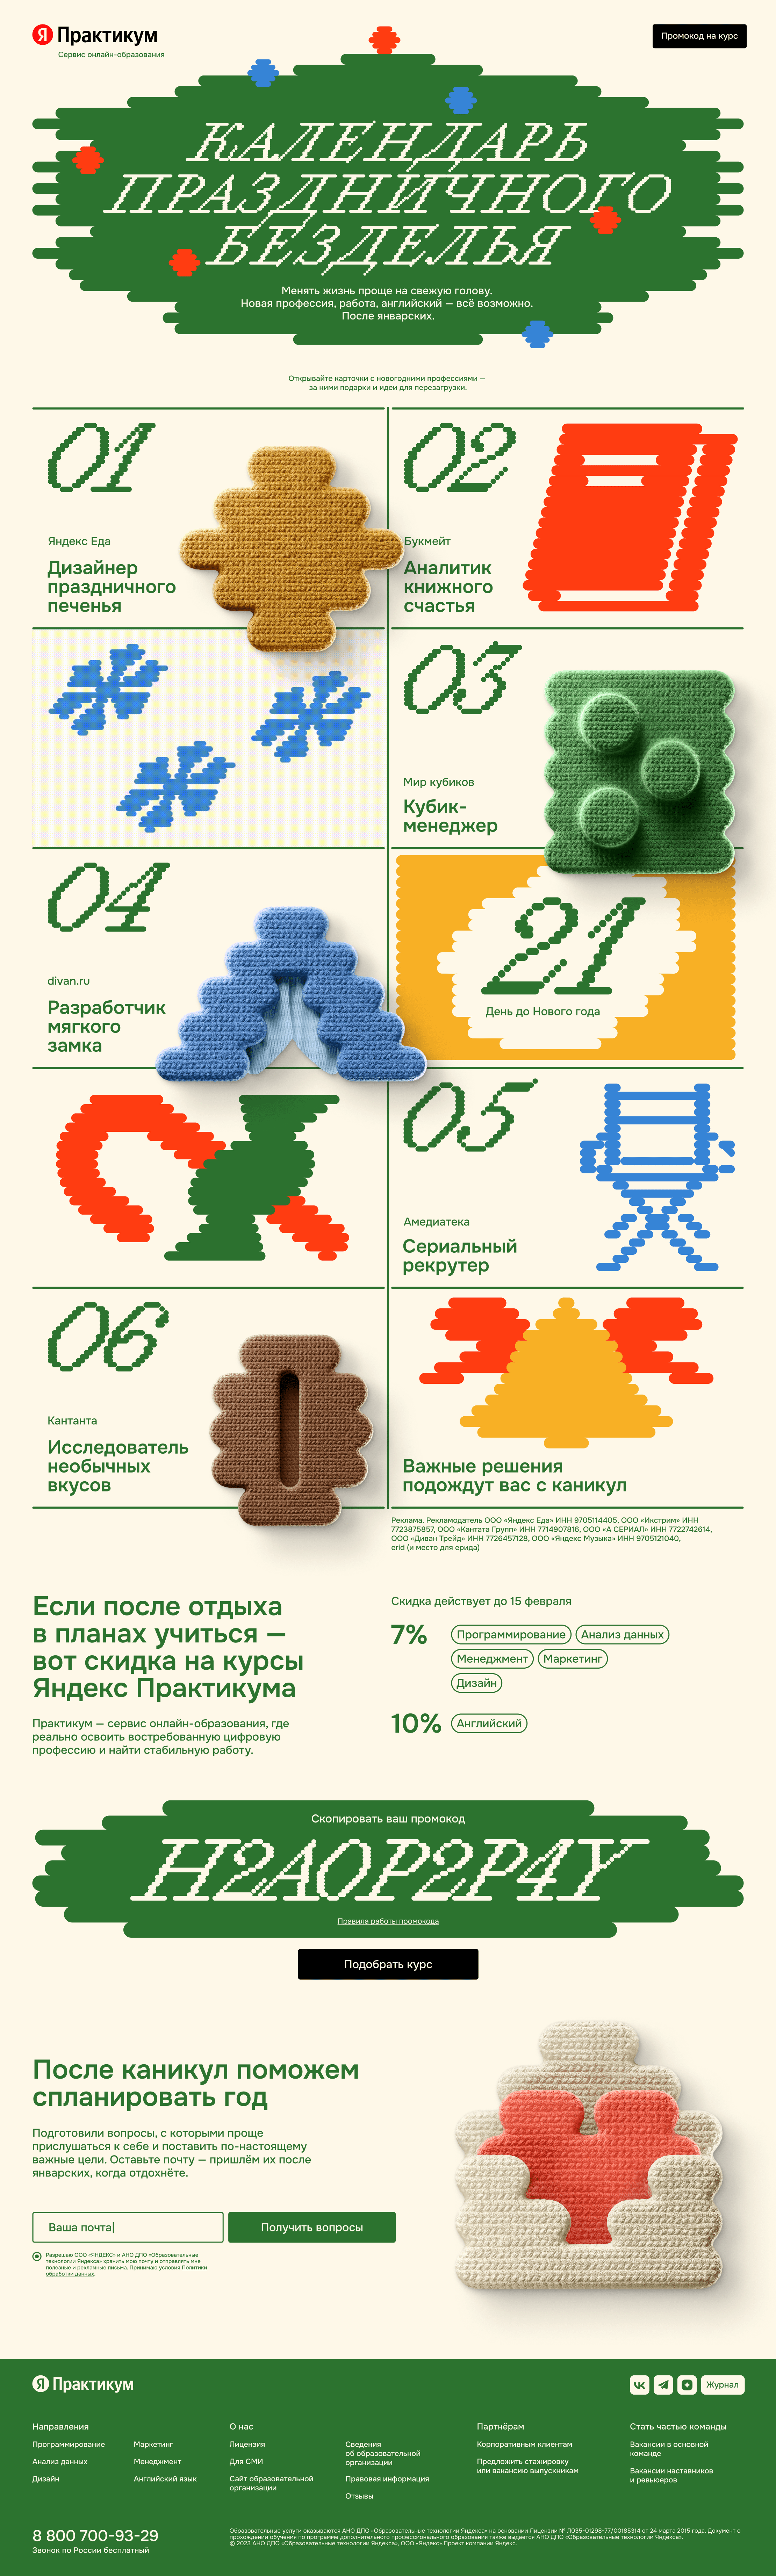 Практикум
Сервис онлайн-образования
Промокод на курс
КАЛЕНДАРЬ
ПРАЗДНИЧНОГО
БЕЗДЕЛЬЯ
Менять жизнь проще на свежую голову.
Новая профессия, работа, английский — всё возможно.
После январских.
Открывайте карточки с новогодними профессиями —
за ними подарки и идеи для перезагрузки.
01
Яндекс Еда
Дизайнер
праздничного
печенья
02
Букмейт
Аналитик
книжного
счастья
03
Мир кубиков
Кубик-
менеджер
04
divan.ru
Разработчик
мягкого
замка
21
День до Нового года
05
Амедиатека
Сериальный
рекрутер
06
Кантанта
Исследователь
необычных
вкусов
Важные решения
подождут вас с каникул
Реклама. Рекламодатель ООО «Яндекс Еда» ИНН 9705114405, ООО «Икстрим» ИНН
7723875857, ООО «Кантата Групп» ИНН 7714907816, ООО «А СЕРИАЛ» ИНН 7722742614,
ООО «Диван Трейд» ИНН 7726457128, ООО «Яндекс Музыка» ИНН 9705121040,
erid (и место для ерида)
Если после отдыха
в планах учиться —
вот скидка на курсы
Яндекс Практикума
Практикум — сервис онлайн-образования, где
реально освоить востребованную цифровую
профессию и найти стабильную работу.
Скидка действует до 15 февраля
7%
Программирование Анализ данных
Менеджмент Маркетинг
Дизайн
10%
Английский
Скопировать ваш промокод
H2AOP2P4Y
Правила работы промокода
Подобрать курс
После каникул поможем
спланировать год
Подготовили вопросы, с которыми проще
прислушаться к себе и поставить по-настоящему
важные цели. Оставьте почту — пришлём их после
январских, когда отдохнёте.
Ваша почта
Получить вопросы
Разрешаю ООО «ЯНДЕКС» и АНО ДПО «Образовательные
технологии Яндекса» хранить мою почту и отправлять мне
полезные и рекламные письма. Принимаю условия Политики
обработки данных.
Практикум
Журнал
Направления
Программирование
Анализ данных
Дизайн
Маркетинг
Менеджмент
Английский язык
О нас
Лицензия
Для СМИ
Сайт образовательной
организации
Сведения
об образовательной
организации
Правовая информация
Отзывы
Партнёрам
Корпоративным клиентам
Предложить стажировку
или вакансию выпускникам
Стать частью команды
Вакансии в основной
команде
Вакансии наставников
и ревьюеров
8 800 700-93-29
Звонок по России бесплатный
Образовательные услуги оказываются АНО ДПО «Образовательные технологии Яндекса» на основании Лицензии № Л035-01298-77/00185314 от 24 марта 2015 года. Документ о
прохождении обучения по программе дополнительного профессионального образования также выдается АНО ДПО «Образовательные технологии Яндекса».
© 2023 АНО ДПО «Образовательные технологии Яндекса», ООО «Яндекс».Проект компании Яндекс.